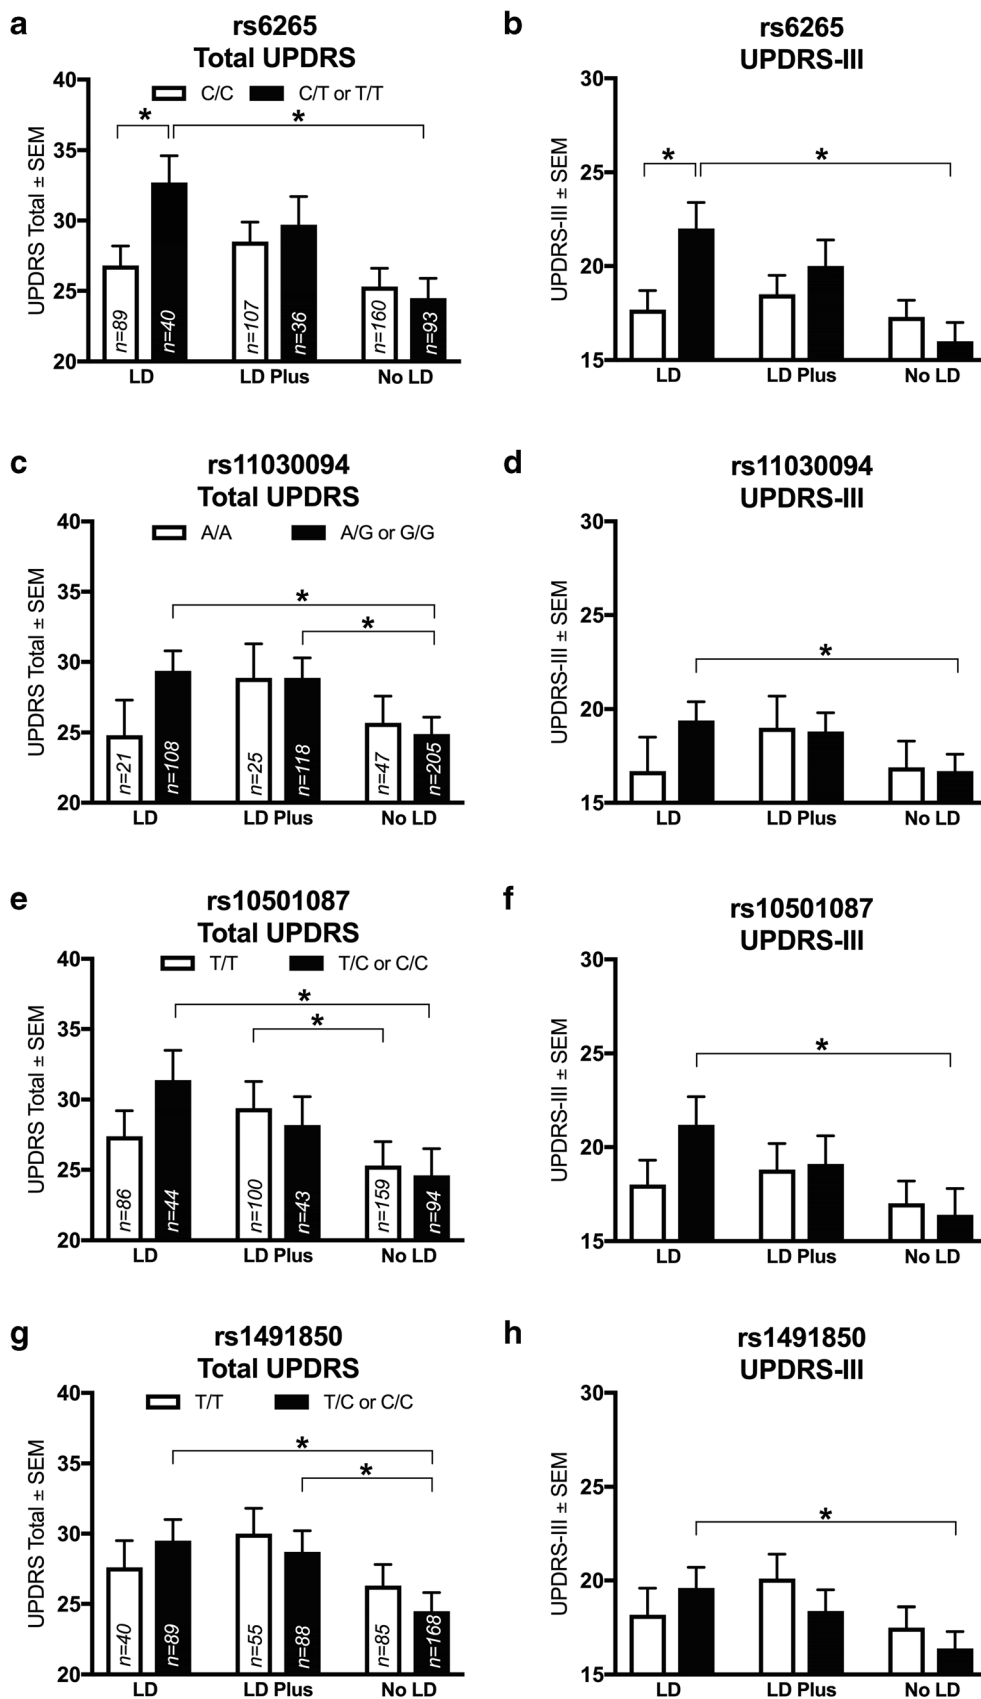 a
rs6265
Total UPDRS
UPDRS Total ± SEM
40
35
30
25
20
C/C
C/T or T/T
*
*
n=89
n=40
n=107
n=36
n=160
n=93
LD
LD Plus
No LD
b
rs6265
UPDRS-III
UPDRS-III ± SEM
30
25
20
15
*
*
LD
LD Plus
No LD
c
rs11030094
Total UPDRS
UPDRS Total ± SEM
40
35
30
25
20
A/A
A/G or G/G
*
*
n=21
n=108
n=25
n=118
n=47
n=205
LD
LD Plus
No LD
d
rs11030094
UPDRS-III
UPDRS-III ± SEM
30
25
20
15
*
LD
LD Plus
No LD
e
rs10501087
Total UPDRS
UPDRS Total ± SEM
40
35
30
25
20
T/T
T/C or C/C
*
*
n=86
n=44
n=100
n=43
n=159
n=94
LD
LD Plus
No LD
f
rs10501087
UPDRS-III
UPDRS-III ± SEM
30
25
20
15
*
LD
LD Plus
No LD
g
rs1491850
Total UPDRS
UPDRS Total ± SEM
40
35
30
25
20
T/T
T/C or C/C
*
*
n=40
n=89
n=55
n=88
n=85
n=168
LD
LD Plus
No LD
h
rs1491850
UPDRS-III
UPDRS-III ± SEM
30
25
20
15
*
LD
LD Plus
No LD